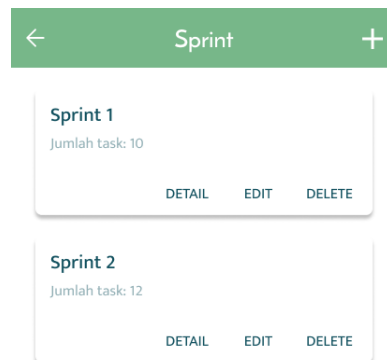 Sprint
Sprint 1
Jumlah task: 10
DETAIL EDIT DELETE
Sprint 2
Jumlah task: 12
DETAIL EDIT DELETE